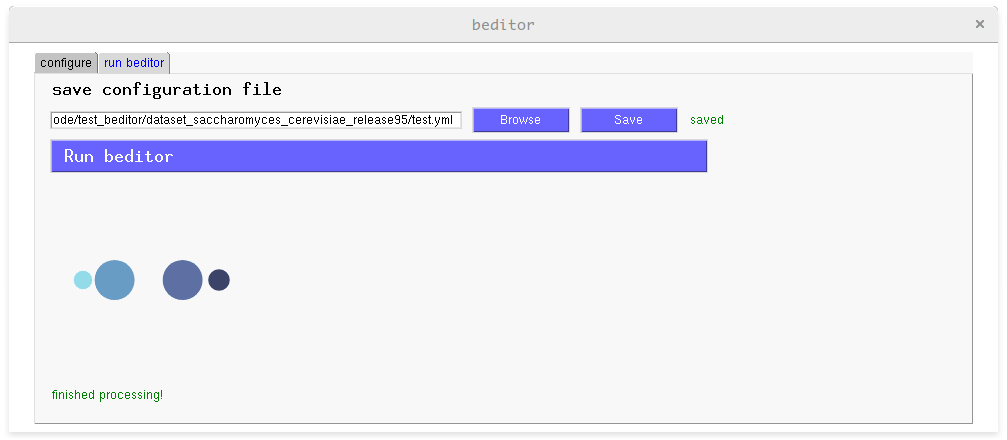 beditor ×
configure run beditor
save configuration file
ode/test_beditor/dataset_saccharomyces_cerevisiae_release95/test.yml Browse Save saved
Run beditor
finished processing!